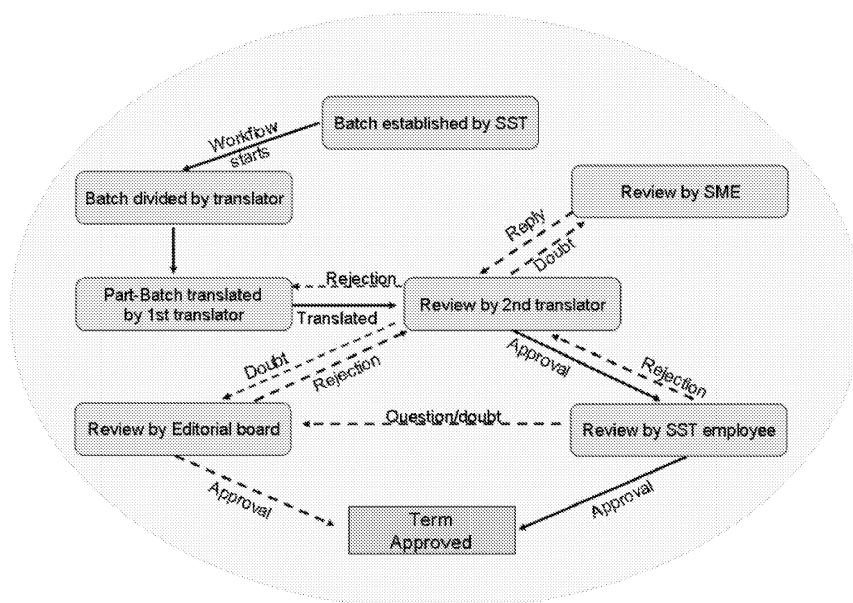 Batch established by SST
Workflow
starts
Batch divided by translator
Review by SME
Reply
Doubt
Rejection
Part-Batch translated
by 1st translator
Review by 2nd translator
Translated
Doubt
Rejection
Approval
Rejection
Question/doubt
Review by Editorial board
Review by SST employee
Approval
Approval
Term
Approved